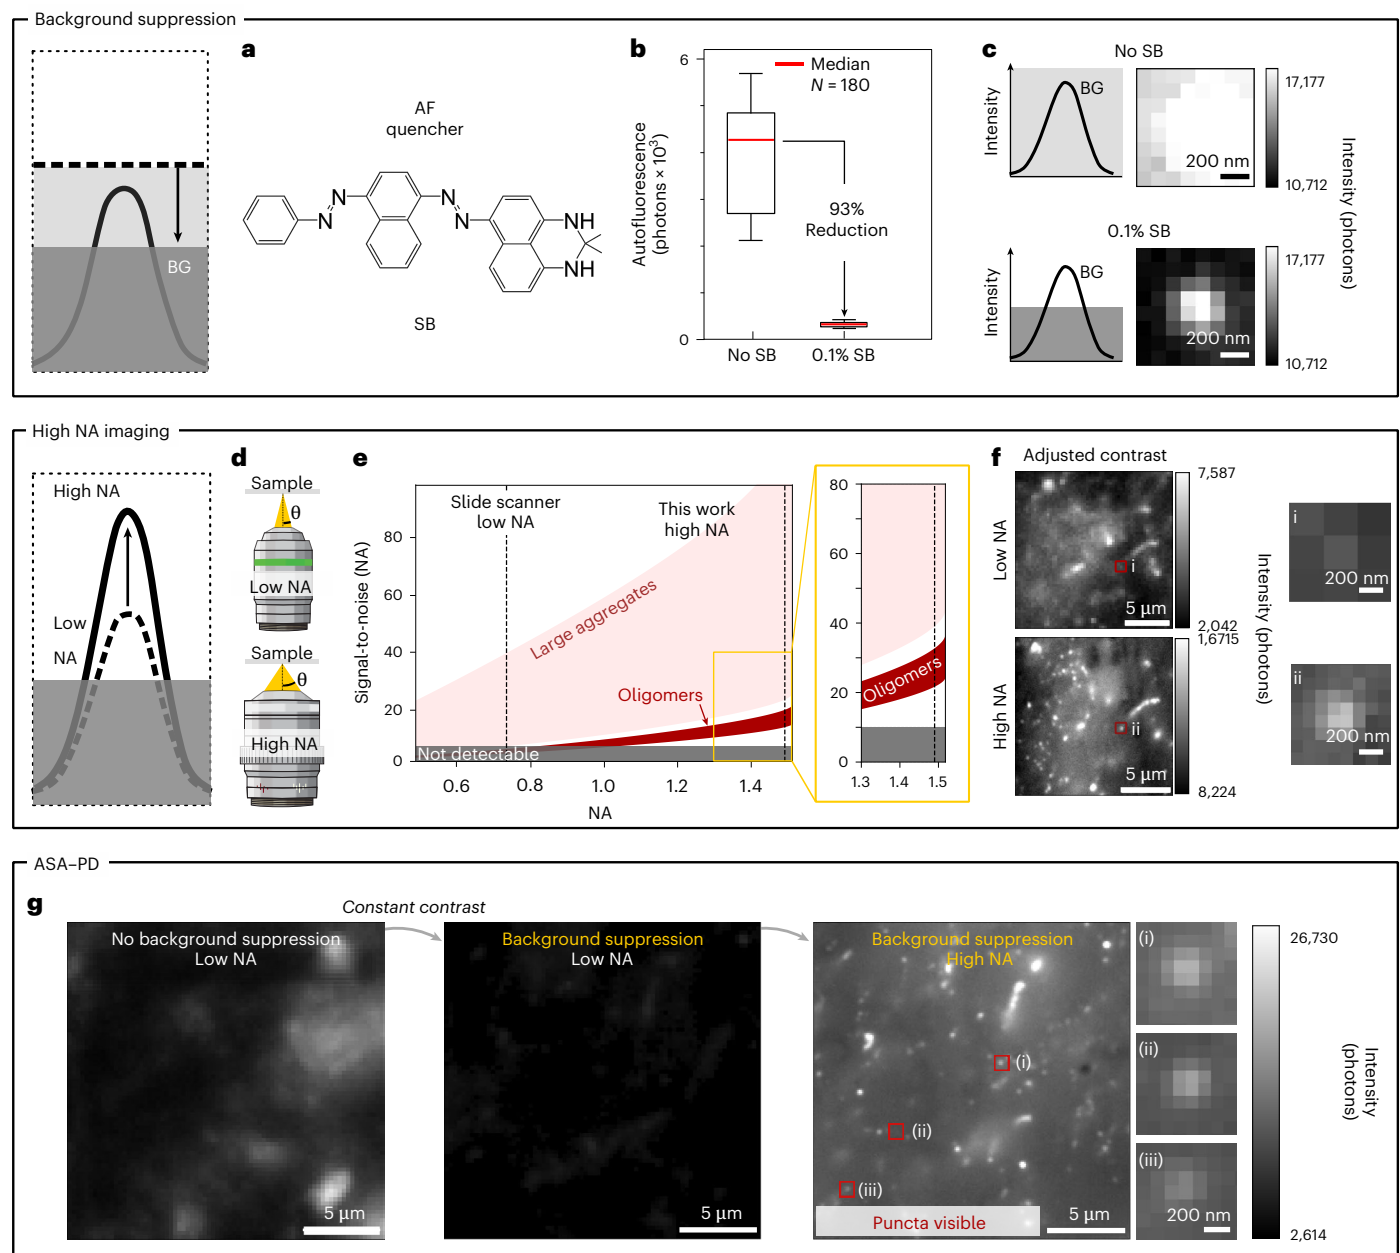 Background suppression
BG
a
AF
quencher
N
N
N
N
NH
NH
SB
b
Autofluorescence
(photons × 10³)
6
0
Median
N = 180
93%
Reduction
No SB
0.1% SB
c
No SB
Intensity
BG
200 nm
17,177
10,712
0.1% SB
Intensity
BG
200 nm
17,177
10,712
Intensity (photons)
High NA imaging
High NA
Low
NA
d
Sample
θ
Low NA
Sample
θ
High NA
e
Signal-to-noise (NA)
80
60
40
20
0
Slide scanner
low NA
This work
high NA
Large aggregates
Oligomers
Not detectable
0.6
0.8
1.0
1.2
1.4
NA
80
60
40
20
0
Oligomers
1.3
1.4
1.5
f
Adjusted contrast
Low NA
i
5 µm
7,587
2,042
High NA
ii
5 µm
1,6715
8,224
Intensity (photons)
i
200 nm
ii
200 nm
ASA–PD
g
Constant contrast
No background suppression
Low NA
5 µm
Background suppression
Low NA
5 µm
Background suppression
High NA
(i)
(ii)
(iii)
Puncta visible
5 µm
(i)
(ii)
(iii)
200 nm
26,730
2,614
Intensity
(photons)